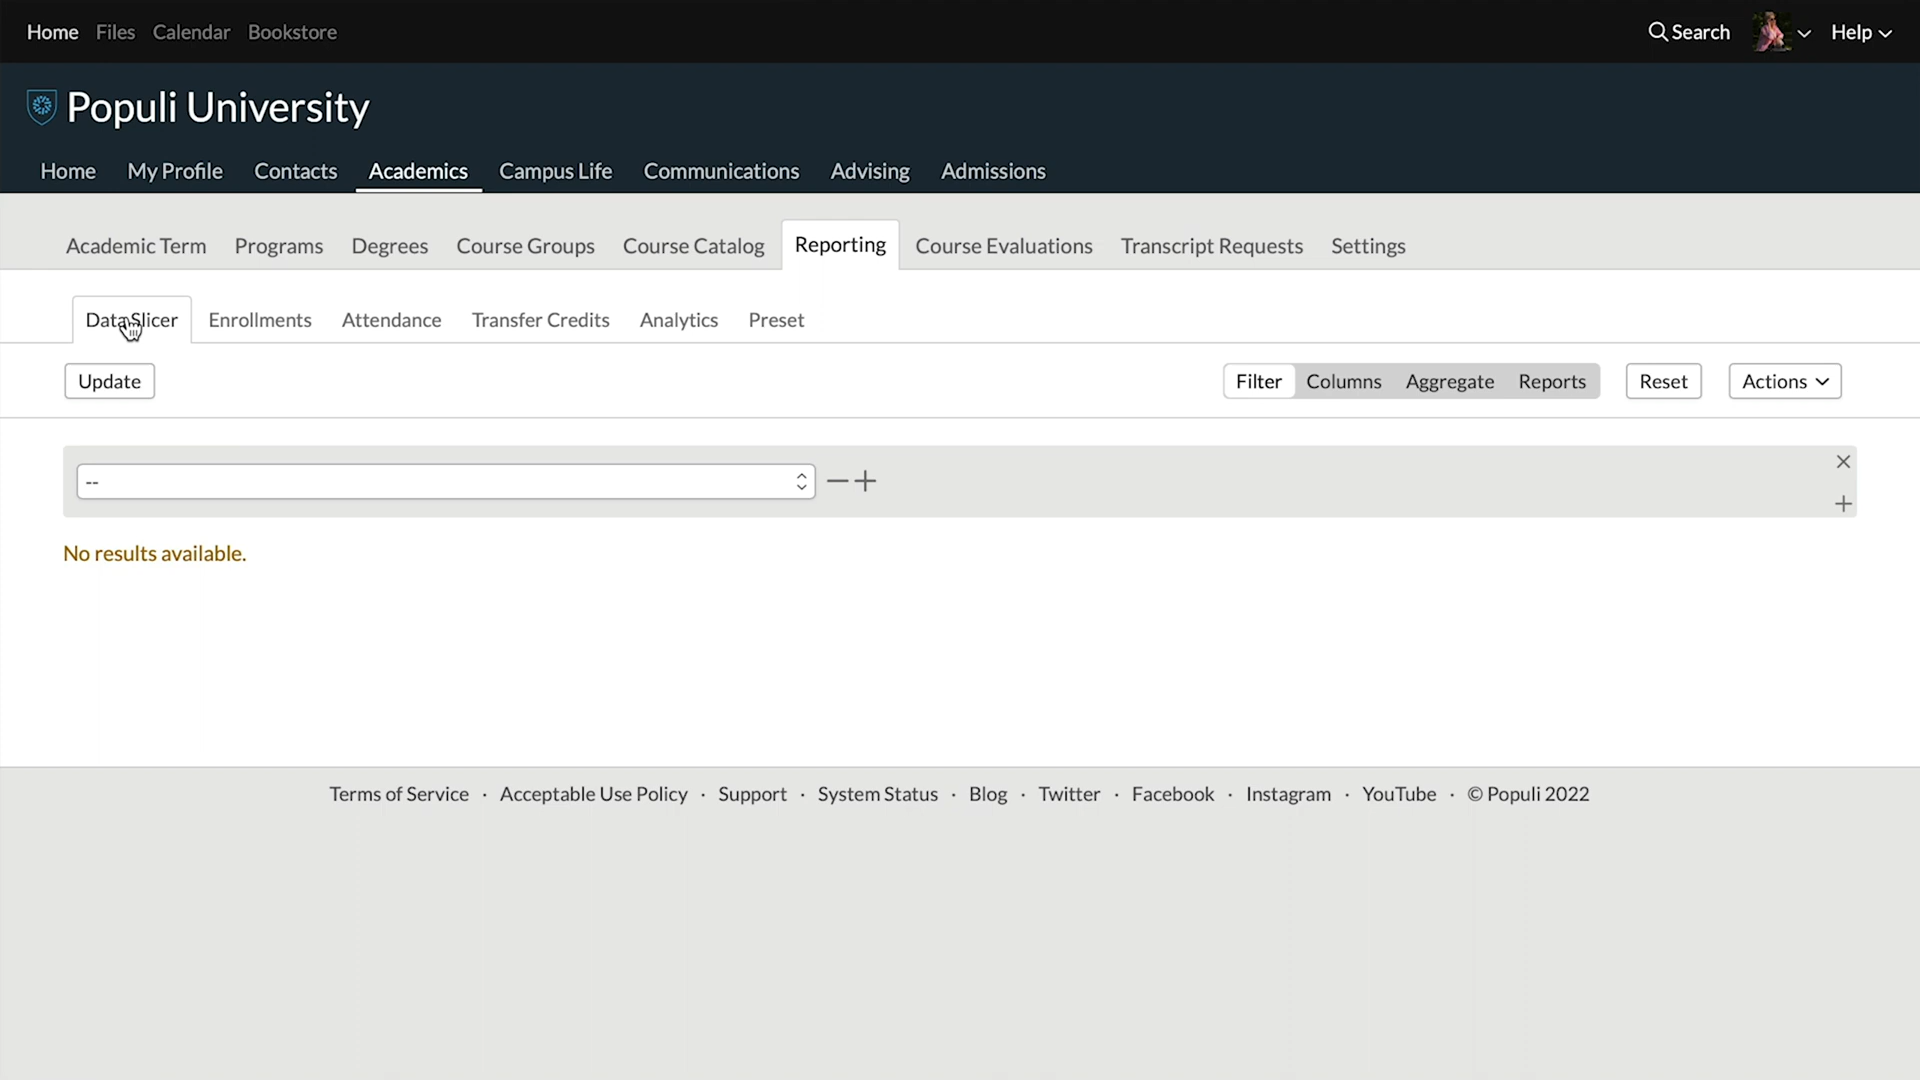 Home Files Calendar Bookstore Search Help
Populi University
Home My Profile Contacts Academics Campus Life Communications Advising Admissions
Academic Term Programs Degrees Course Groups Course Catalog Reporting Course Evaluations Transcript Requests Settings
Data Slicer Enrollments Attendance Transfer Credits Analytics Preset
Update Filter Columns Aggregate Reports Reset Actions
--
No results available.
Terms of Service · Acceptable Use Policy · Support · System Status · Blog · Twitter · Facebook · Instagram · YouTube · © Populi 2022